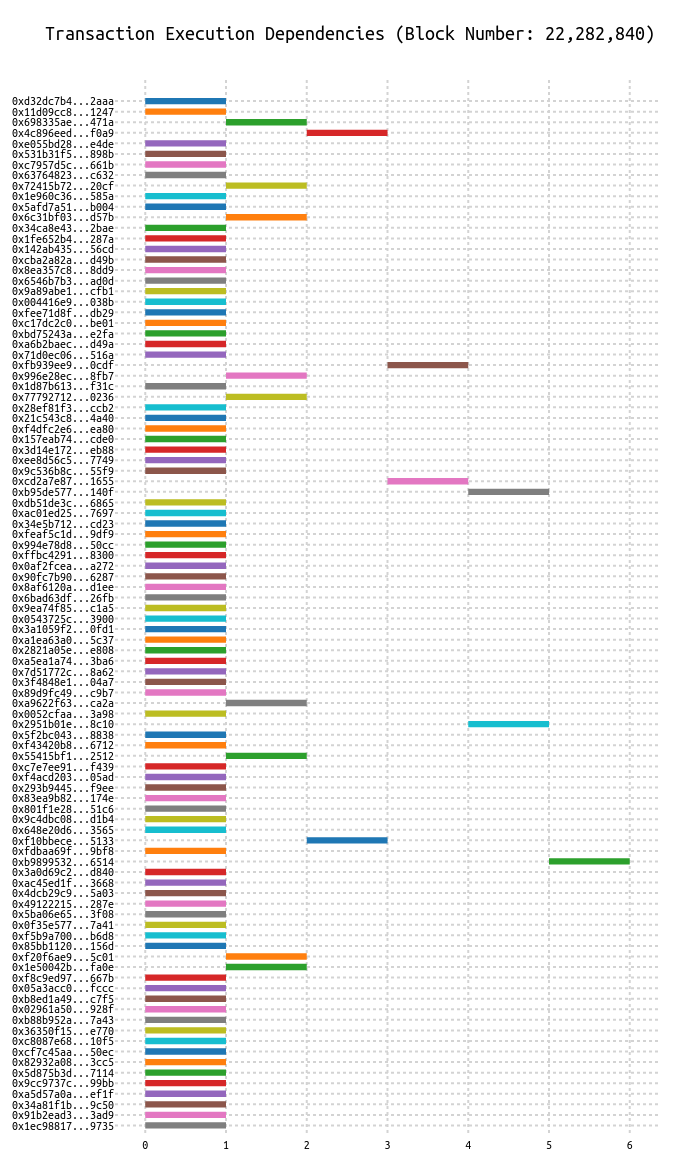 Transaction Execution Dependencies (Block Number: 22,282,840)
0xd32dc7b4...2aaa
0x11d09cc8...1247
0x698335ae...471a
0x4c896eed...f0a9
0xe055bd28...e4de
0x531b31f5...898b
0xc7957d5c...661b
0x63764823...c632
0x72415b72...20cf
0x1e960c36...585a
0x5afd7a51...b004
0x6c31bf03...d57b
0x34ca8e43...2bae
0x1fe652b4...287a
0x142ab435...56cd
0xcba2a82a...d49b
0x8ea357c8...8dd9
0x6546b7b3...ad0d
0x9a89abe1...cfb1
0x004416e9...038b
0xfee71d8f...db29
0xc17dc2c0...be01
0xbd75243a...e2fa
0xa6b2baec...d49a
0x71d0ec06...516a
0xfb939ee9...0cdf
0x996e28ec...8fb7
0x1d87b613...f31c
0x77792712...0236
0x28ef81f3...ccb2
0x21c543c8...4a40
0xf4dfc2e6...ea80
0x157eab74...cde0
0x3d14e172...eb88
0xee8d56c5...7749
0x9c536b8c...55f9
0xcd2a7e87...1655
0xb95de577...140f
0xdb51de3c...6865
0xac01ed25...7697
0x34e5b712...cd23
0xfeaf5c1d...9df9
0x994e78d8...50cc
0xffbc4291...8300
0x0af2fcea...a272
0x90fc7b90...6287
0x8af6120a...d1ee
0x6bad63df...26fb
0x9ea74f85...c1a5
0x0543725c...3900
0x3a1059f2...0fd1
0xa1ea63a0...5c37
0x2821a05e...e808
0xa5ea1a74...3ba6
0x7d51772c...8a62
0x3f4848e1...04a7
0x89d9fc49...c9b7
0xa9622f63...ca2a
0x0052cfaa...3a98
0x2951b01e...8c10
0x5f2bc043...8838
0xf43420b8...6712
0x55415bf1...2512
0xc7e7ee91...f439
0xf4acd203...05ad
0x293b9445...f9ee
0x83ea9b82...174e
0x801f1e28...51c6
0x9c4dbc08...d1b4
0x648e20d6...3565
0xf10bbece...5133
0xfdbaa69f...9bf8
0xb9899532...6514
0x3a0d69c2...d840
0xac45ed1f...3668
0x4dcb29c9...5a03
0x49122215...287e
0x5ba06e65...3f08
0x0f35e577...7a41
0xf5b9a700...b6d8
0x85bb1120...156d
0xf20f6ae9...5c01
0x1e50042b...fa0e
0xf8c9ed97...667b
0x05a3acc0...fccc
0xb8ed1a49...c7f5
0x02961a50...928f
0xb88b952a...7a43
0x36350f15...e770
0xc8087e68...10f5
0xcf7c45aa...50ec
0x82932a08...3cc5
0x5d875b3d...7114
0x9cc9737c...99bb
0xa5d57a0a...ef1f
0x34a81f1b...9c50
0x91b2ead3...3ad9
0x1ec98817...9735
0 1 2 3 4 5 6